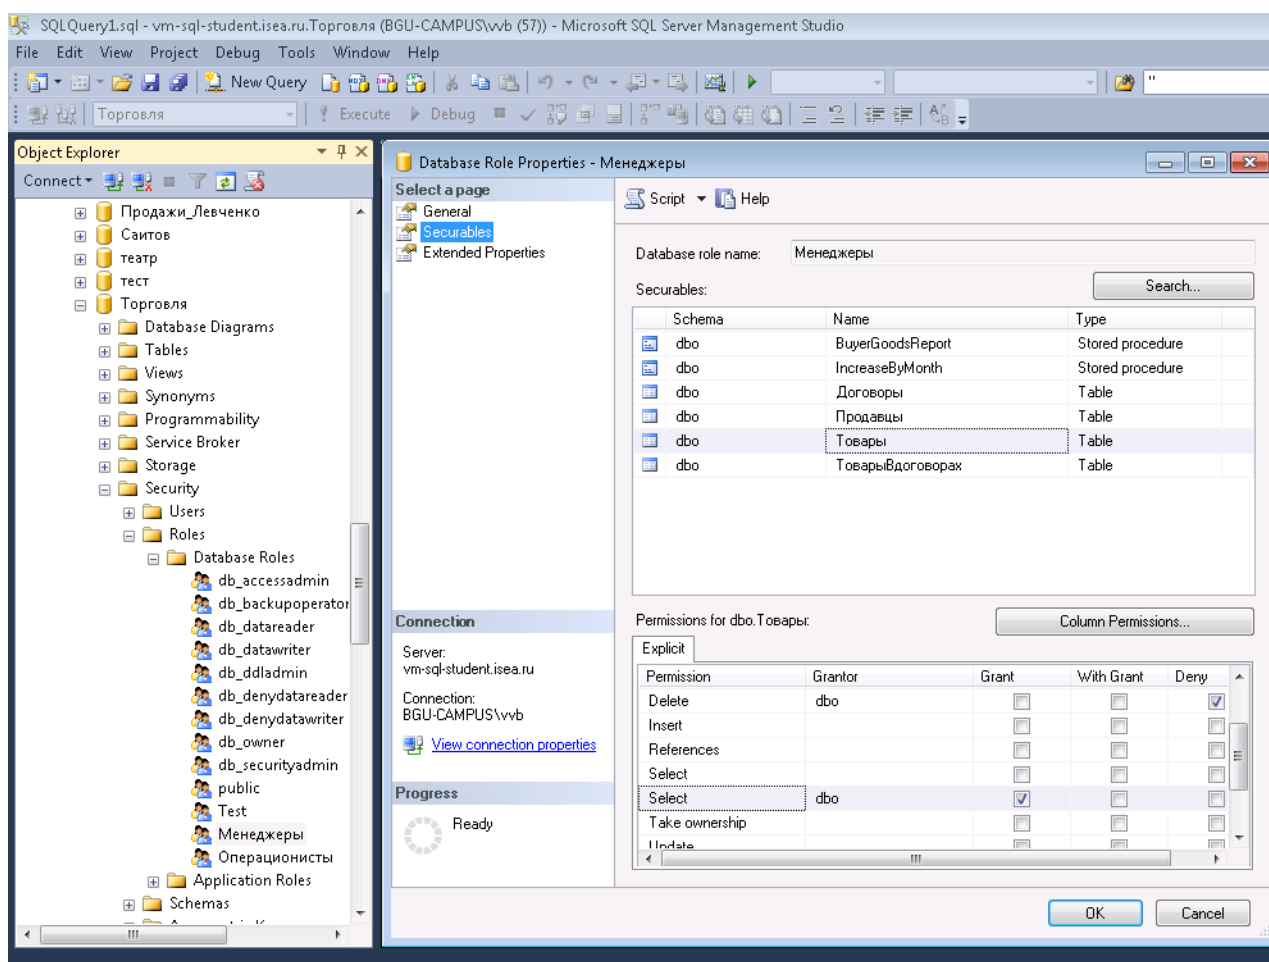 SQLQuery1.sql - vm-sql-student.isea.ru.Торговля (BGU-CAMPUS\vvb (57)) - Microsoft SQL Server Management Studio
File Edit View Project Debug Tools Window Help
New Query "
Торговля Execute Debug
Object Explorer
Connect
Продажи_Левченко
Саитов
театр
тест
Торговля
Database Diagrams
Tables
Views
Synonyms
Programmability
Service Broker
Storage
Security
Users
Roles
Database Roles
db_accessadmin
db_backupoperator
db_datareader
db_datawriter
db_ddladmin
db_denydatareader
db_denydatawriter
db_owner
db_securityadmin
public
Test
Менеджеры
Операционисты
Application Roles
Schemas
Database Role Properties - Менеджеры
Select a page
General
Securables
Extended Properties
Connection
Server:
vm-sql-student.isea.ru
Connection:
BGU-CAMPUS\vvb
View connection properties
Progress
Ready
Script Help
Database role name: Менеджеры
Securables: Search...
Schema Name Type
dbo BuyerGoodsReport Stored procedure
dbo IncreaseByMonth Stored procedure
dbo Договоры Table
dbo Продавцы Table
dbo Товары Table
dbo ТоварыВдоговорах Table
Permissions for dbo.Товары: Column Permissions...
Explicit
Permission Grantor Grant With Grant Deny
Delete dbo
Insert
References
Select
Select dbo
Take ownership
Update
OK Cancel